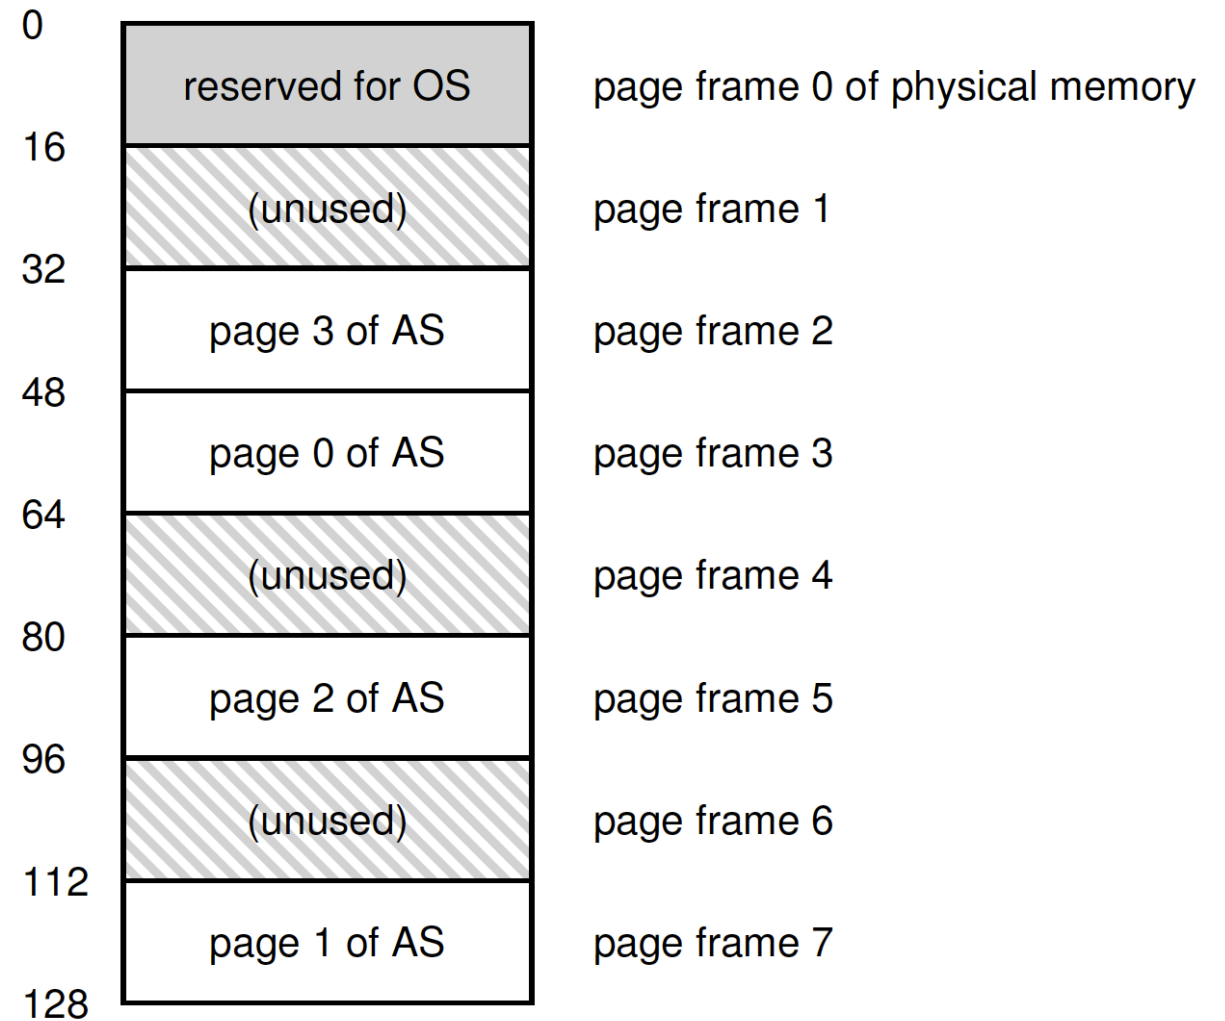 0
reserved for OS page frame 0 of physical memory
16
(unused) page frame 1
32
page 3 of AS page frame 2
48
page 0 of AS page frame 3
64
(unused) page frame 4
80
page 2 of AS page frame 5
96
(unused) page frame 6
112
page 1 of AS page frame 7
128